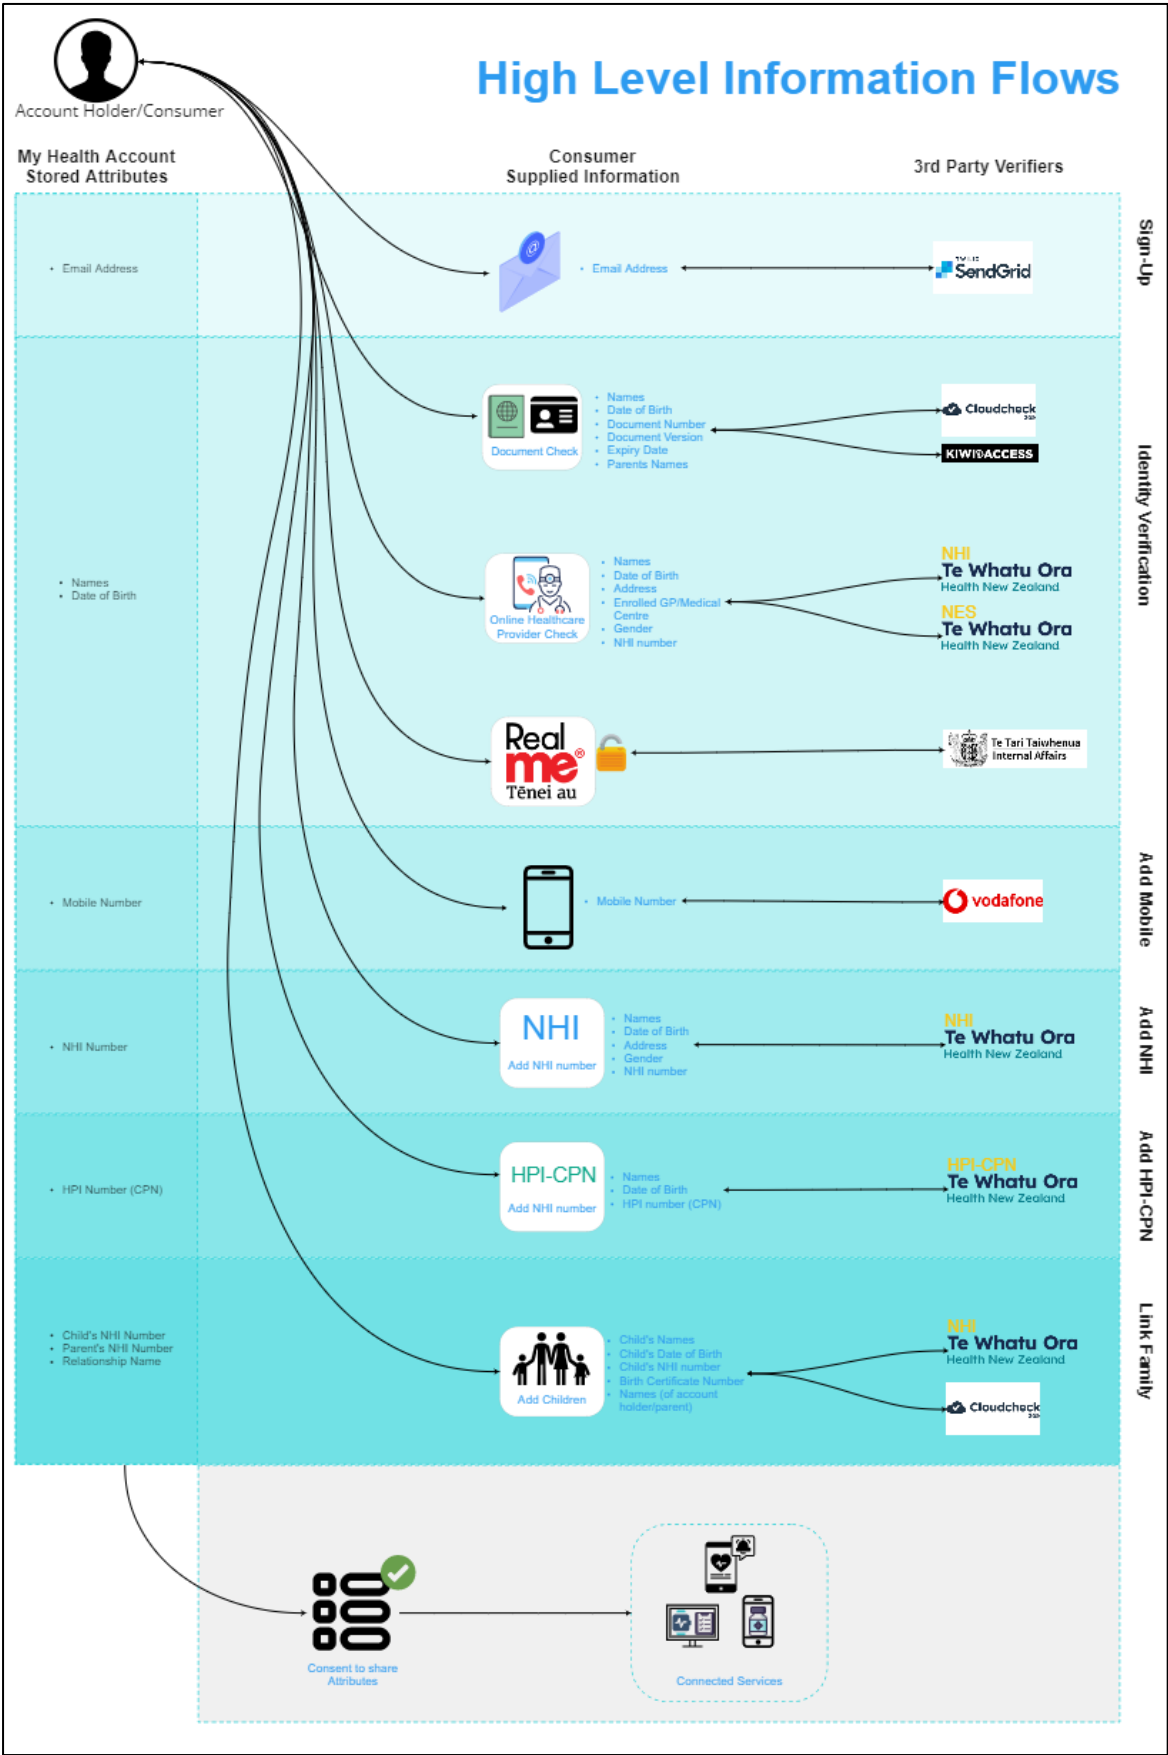 High Level Information Flows
Account Holder/Consumer
My Health Account
Stored Attributes
Consumer
Supplied Information
3rd Party Verifiers
Sign-Up
Email Address
@
Email Address
SendGrid
Identity Verification
Names
Date of Birth
Document Check
Names
Date of Birth
Document Number
Document Version
Expiry Date
Parents Names
Cloudcheck
KIWI ACCESS
Online Healthcare
Provider Check
Names
Date of Birth
Address
Enrolled GP/Medical
Centre
Gender
NHI number
NHI
Te Whatu Ora
Health New Zealand
NES
Te Whatu Ora
Health New Zealand
Real
me®
Tēnei au
Te Tari Taiwhenua
Internal Affairs
Add Mobile
Mobile Number
Mobile Number
vodafone
Add NHI
NHI Number
NHI
Add NHI number
Names
Date of Birth
Address
Gender
NHI number
NHI
Te Whatu Ora
Health New Zealand
Add HPI-CPN
HPI Number (CPN)
HPI-CPN
Add NHI number
Names
Date of Birth
HPI number (CPN)
HPI-CPN
Te Whatu Ora
Health New Zealand
Link Family
Child's NHI Number
Parent's NHI Number
Relationship Name
Add Children
Child's Names
Child's Date of Birth
Child's NHI number
Birth Certificate Number
Names (of account
holder/parent)
NHI
Te Whatu Ora
Health New Zealand
Cloudcheck
Consent to share
Attributes
Connected Services